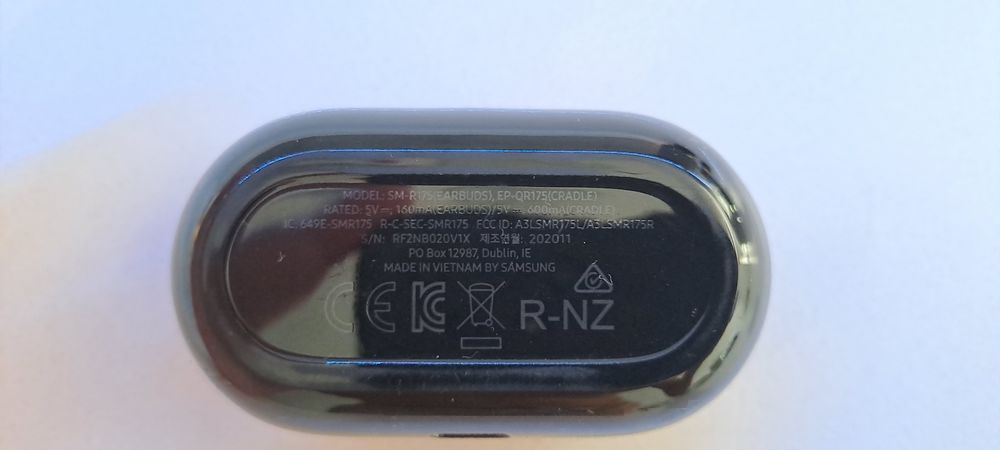 MODEL: SM-R175(EARBUDS), EP-QR175(CRADLE)
RATED: 5V⎓, 160mA(EARBUDS)/5V⎓, 600mA(CRADLE)
IC: 649E-SMR175 R-C-SEC-SMR175 FCC ID: A3LSMR175L/A3LSMR175R
S/N: RF2NB020V1X 제조연월: 202011
PO Box 12987, Dublin, IE
MADE IN VIETNAM BY SAMSUNG
CE R-NZ